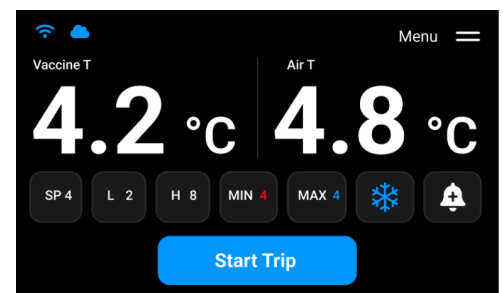 Menu
Vaccine T
Air T
4.2 °C
4.8 °C
SP 4
L 2
H 8
MIN 4
MAX 4
Start Trip